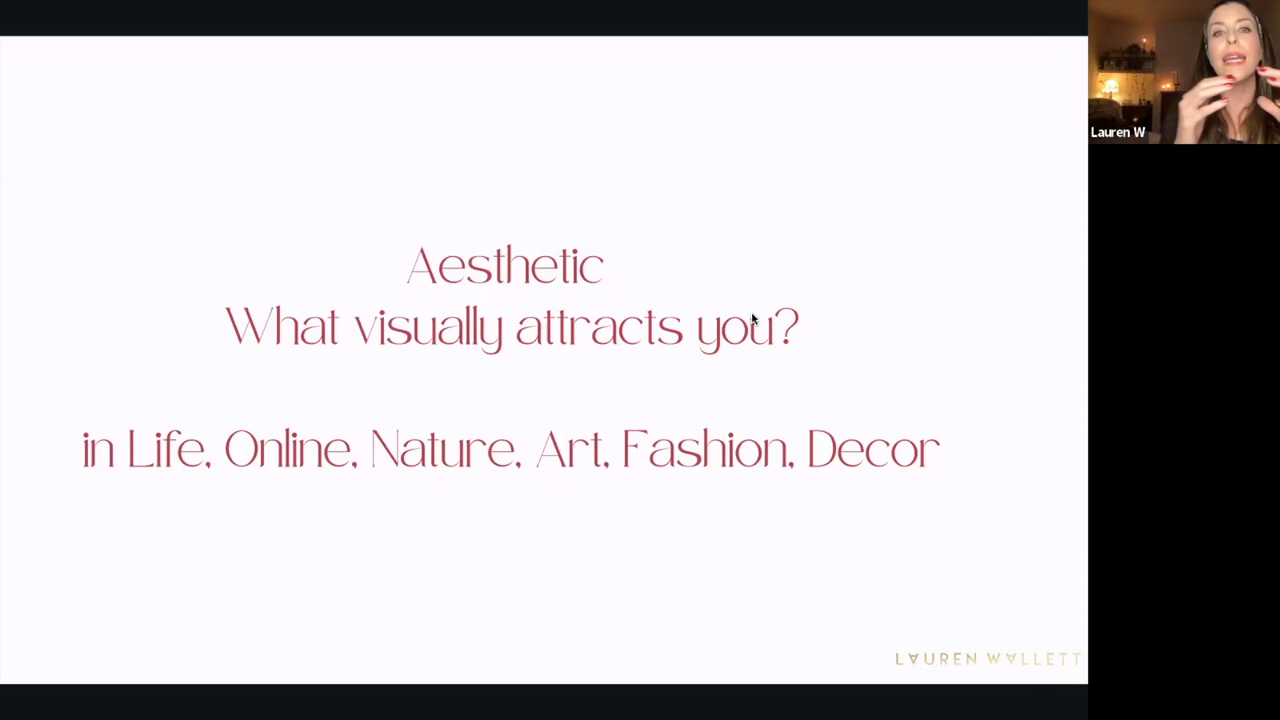 Aesthetic
What visually attracts you?
in Life, Online, Nature, Art, Fashion, Decor
LAUREN WALLETT
Lauren W